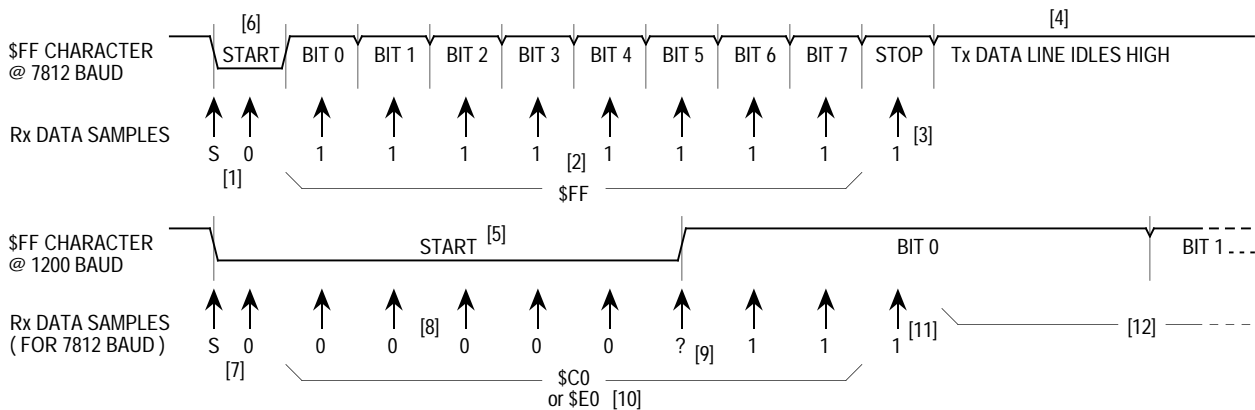 [6] [4]
$FF CHARACTER
@ 7812 BAUD
START BIT 0 BIT 1 BIT 2 BIT 3 BIT 4 BIT 5 BIT 6 BIT 7 STOP Tx DATA LINE IDLES HIGH
Rx DATA SAMPLES
S 0 1 1 1 1 1 1 1 1 1 [3]
[1] [2]
$FF
$FF CHARACTER
@ 1200 BAUD
START [5] BIT 0 BIT 1
Rx DATA SAMPLES
( FOR 7812 BAUD )
S 0 0 0 0 0 0 ? 1 1 1
[7] [8] [9] [11] [12]
$C0
or $E0 [10]